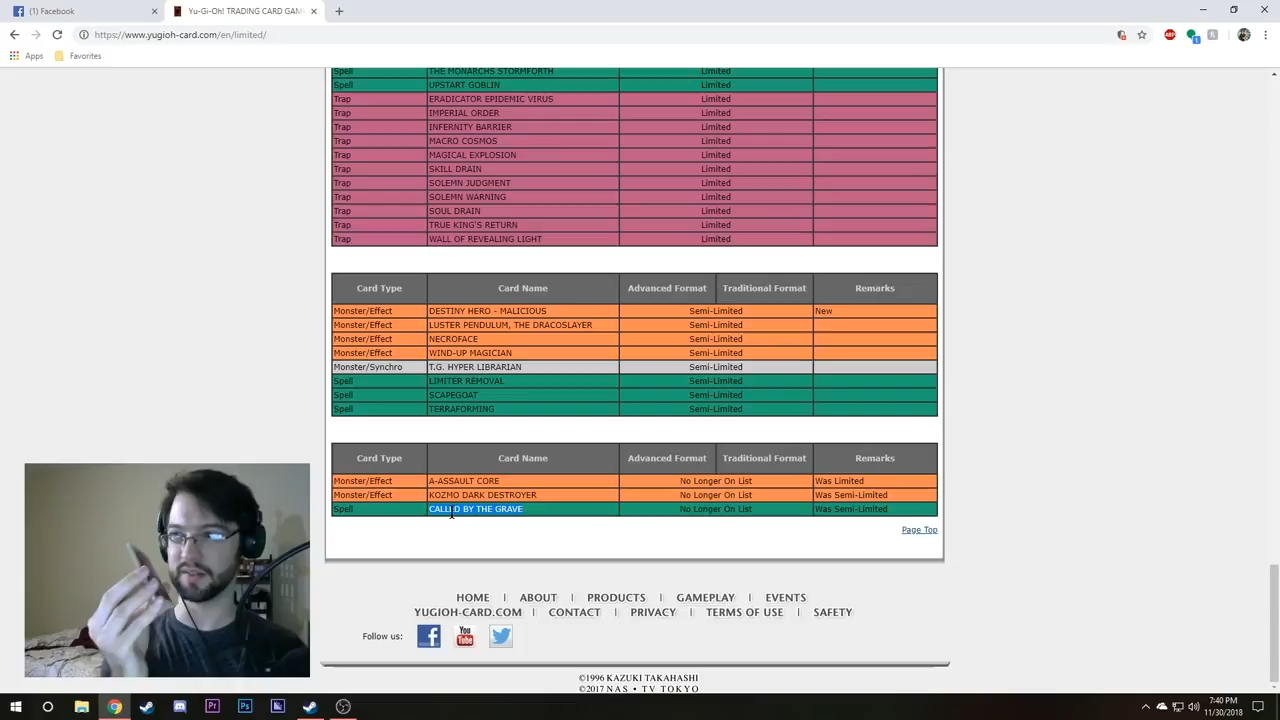 (1) Facebook
Yu-Gi-Oh! TRADING CARD GAM
https://www.yugioh-card.com/en/limited/
Apps Favorites
Spell THE MONARCHS STORMFORTH Limited
Spell UPSTART GOBLIN Limited
Trap ERADICATOR EPIDEMIC VIRUS Limited
Trap IMPERIAL ORDER Limited
Trap INFERNITY BARRIER Limited
Trap MACRO COSMOS Limited
Trap MAGICAL EXPLOSION Limited
Trap SKILL DRAIN Limited
Trap SOLEMN JUDGMENT Limited
Trap SOLEMN WARNING Limited
Trap SOUL DRAIN Limited
Trap TRUE KING'S RETURN Limited
Trap WALL OF REVEALING LIGHT Limited
Card Type Card Name Advanced Format Traditional Format Remarks
Monster/Effect DESTINY HERO - MALICIOUS Semi-Limited New
Monster/Effect LUSTER PENDULUM, THE DRACOSLAYER Semi-Limited
Monster/Effect NECROFACE Semi-Limited
Monster/Effect WIND-UP MAGICIAN Semi-Limited
Monster/Synchro T.G. HYPER LIBRARIAN Semi-Limited
Spell LIMITER REMOVAL Semi-Limited
Spell SCAPEGOAT Semi-Limited
Spell TERRAFORMING Semi-Limited
Card Type Card Name Advanced Format Traditional Format Remarks
Monster/Effect A-ASSAULT CORE No Longer On List Was Limited
Monster/Effect KOZMO DARK DESTROYER No Longer On List Was Semi-Limited
Spell CALLED BY THE GRAVE No Longer On List Was Semi-Limited
Page Top
HOME | ABOUT | PRODUCTS | GAMEPLAY | EVENTS
YUGIOH-CARD.COM | CONTACT | PRIVACY | TERMS OF USE | SAFETY
Follow us: f You Tube
©1996 KAZUKI TAKAHASHI
©2017 N A S • T V T O K Y O
Pr Ps
7:40 PM
11/30/2018